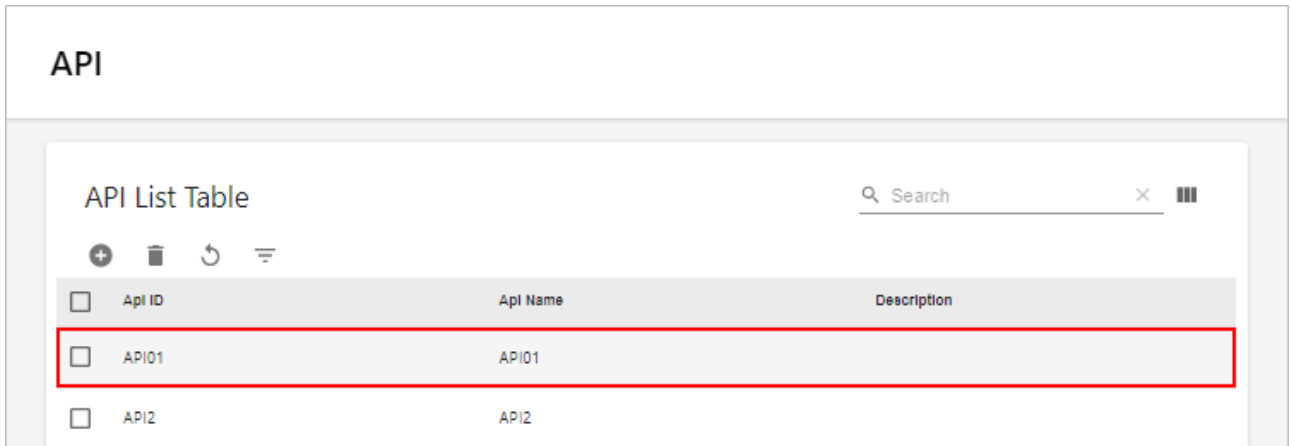 API
API List Table
Search
Api ID Api Name Description
API01 API01
API2 API2